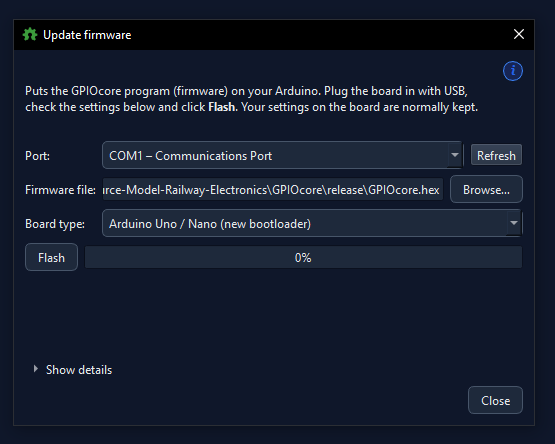 Update firmware
i
Puts the GPIOcore program (firmware) on your Arduino. Plug the board in with USB,
check the settings below and click Flash. Your settings on the board are normally kept.
Port: COM1 – Communications Port Refresh
Firmware file: urce-Model-Railway-Electronics\GPIOcore\release\GPIOcore.hex Browse...
Board type: Arduino Uno / Nano (new bootloader)
Flash 0%
Show details
Close